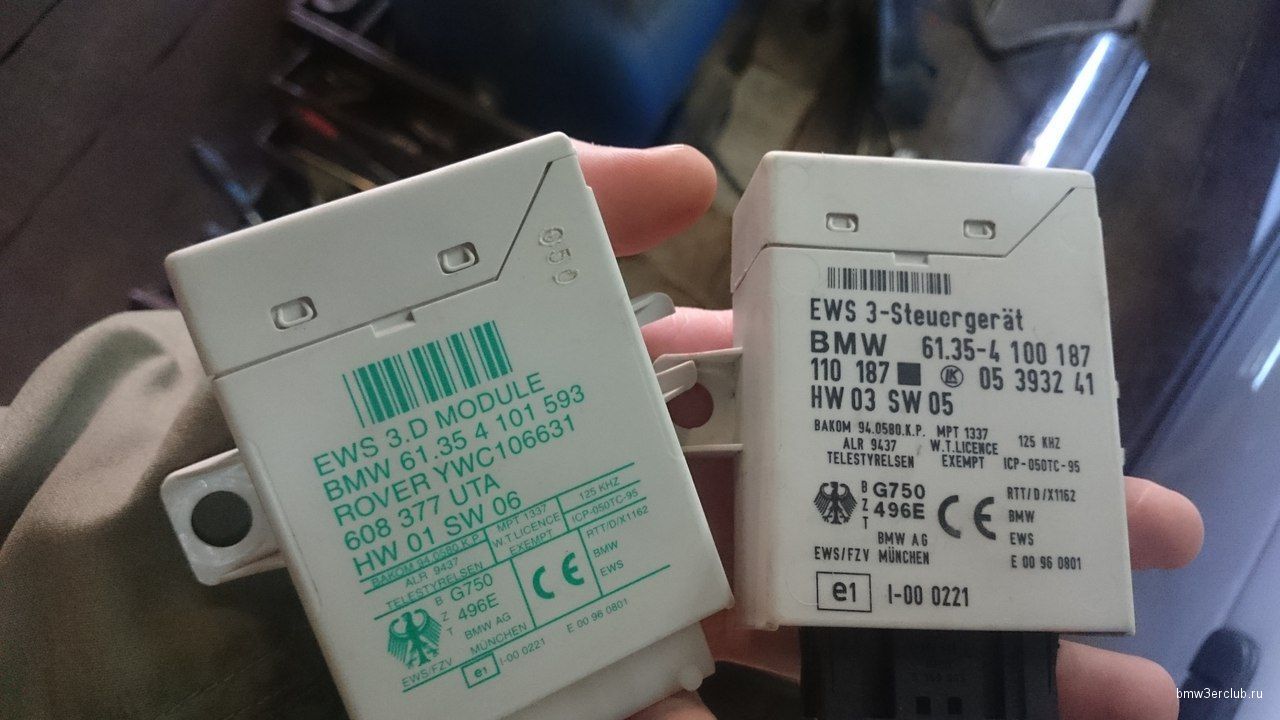 050
EWS 3.D MODULE
BMW 61.35 4 101 593
ROVER YWC106631
608 377 UTA
HW 01 SW 06
BAKOM 94.0580.K.P. MPT 1337 125 KHZ
ALR 9437 W.T.LICENCE ICP-050TC-95
TELESTYRELSEN EXEMPT RTT/D/X1162
B Z T G750 496E CE BMW
BMW AG EWS
EWS/FZV MÜNCHEN E 00 96 0801
e1 I-00 0221
EWS 3-Steuergerät
BMW 61.35-4 100 187
110 187 LK 05 3932 41
HW 03 SW 05
BAKOM 94.0580.K.P. MPT 1337 125 KHZ
ALR 9437 W.T.LICENCE
TELESTYRELSEN EXEMPT ICP-050TC-95
B Z T G750 496E CE RTT/D/X1162
BMW
BMW AG EWS
EWS/FZV MÜNCHEN E 00 96 0801
e1 I-00 0221
bmw3erclub.ru